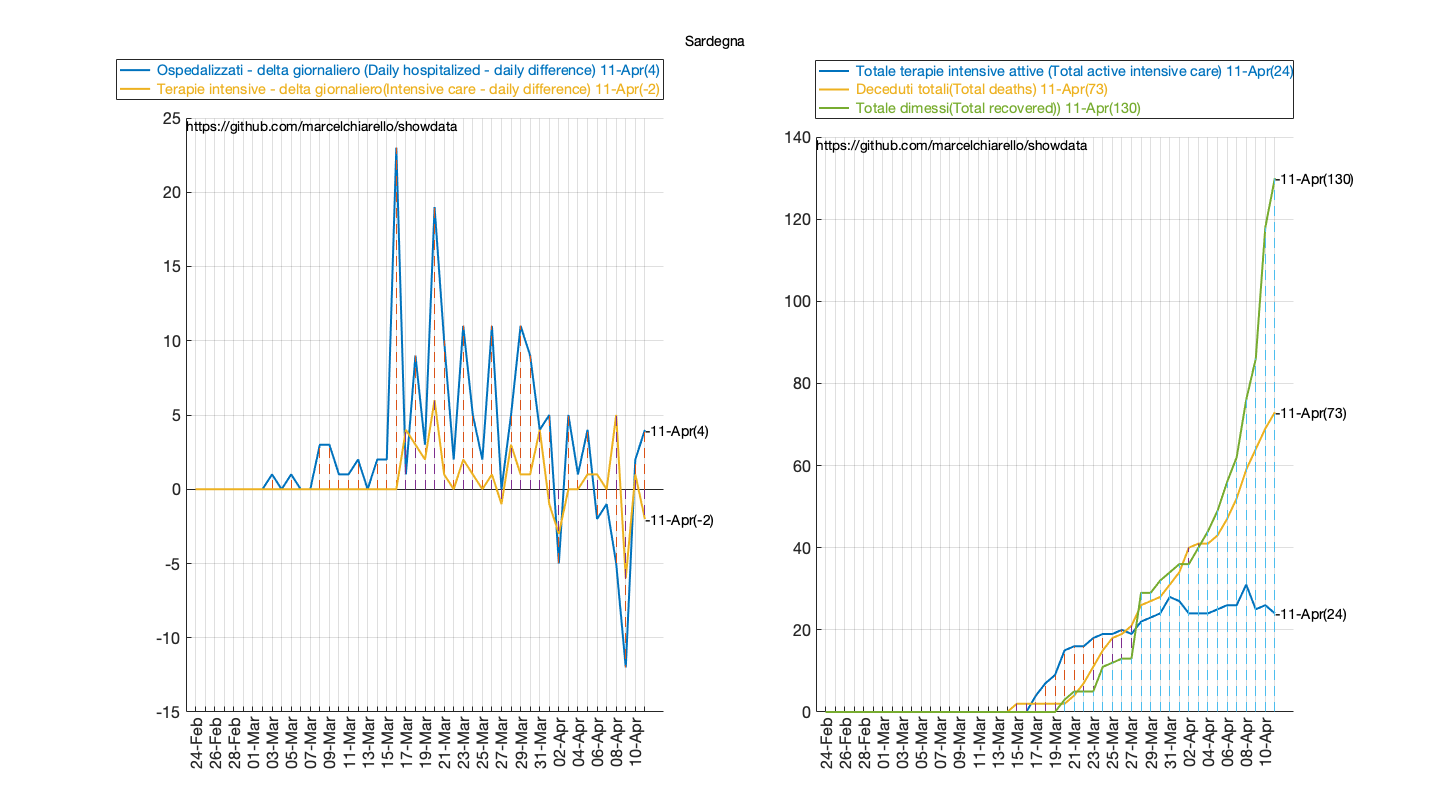 Sardegna
Ospedalizzati - delta giornaliero (Daily hospitalized - daily difference) 11-Apr(4)
Terapie intensive - delta giornaliero(Intensive care - daily difference) 11-Apr(-2)
https://github.com/marcelchiarello/showdata
25
20
15
10
5
0
-5
-10
-15
-11-Apr(4)
-11-Apr(-2)
24-Feb
26-Feb
28-Feb
01-Mar
03-Mar
05-Mar
07-Mar
09-Mar
11-Mar
13-Mar
15-Mar
17-Mar
19-Mar
21-Mar
23-Mar
25-Mar
27-Mar
29-Mar
31-Mar
02-Apr
04-Apr
06-Apr
08-Apr
10-Apr
Totale terapie intensive attive (Total active intensive care) 11-Apr(24)
Deceduti totali(Total deaths) 11-Apr(73)
Totale dimessi(Total recovered)) 11-Apr(130)
https://github.com/marcelchiarello/showdata
140
120
100
80
60
40
20
0
-11-Apr(130)
-11-Apr(73)
-11-Apr(24)
24-Feb
26-Feb
28-Feb
01-Mar
03-Mar
05-Mar
07-Mar
09-Mar
11-Mar
13-Mar
15-Mar
17-Mar
19-Mar
21-Mar
23-Mar
25-Mar
27-Mar
29-Mar
31-Mar
02-Apr
04-Apr
06-Apr
08-Apr
10-Apr